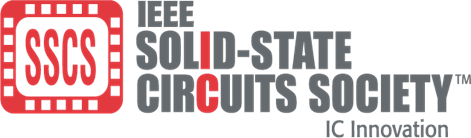 SSCS
IEEE
SOLID-STATE
CIRCUITS SOCIETY™
IC Innovation